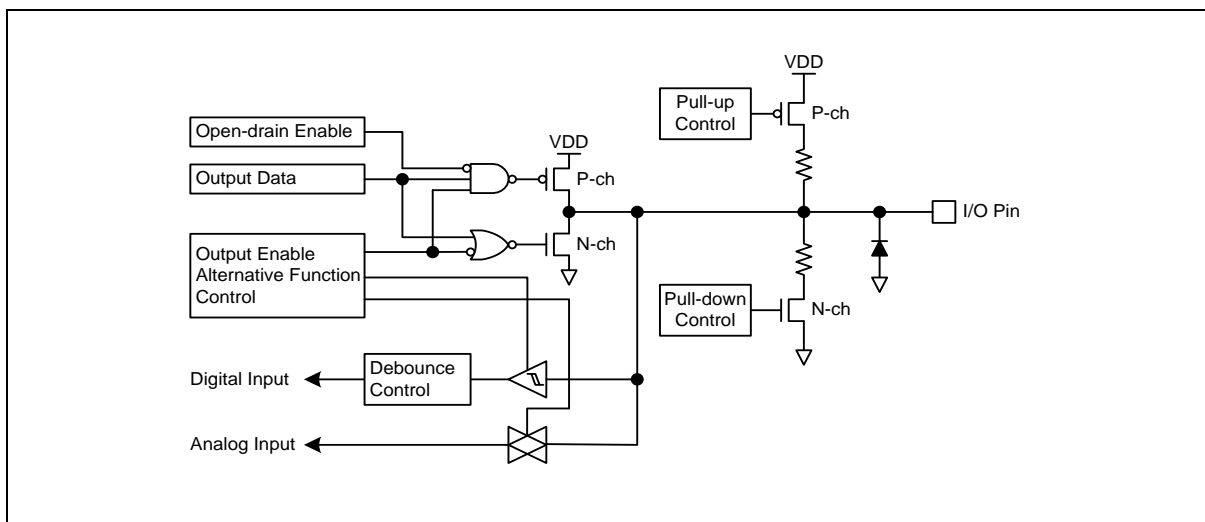 VDD
Pull-up
Control
P-ch
Open-drain Enable
VDD
Output Data
P-ch
I/O Pin
Output Enable
Alternative Function
Control
N-ch
Pull-down
Control
N-ch
Digital Input
Debounce
Control
Analog Input